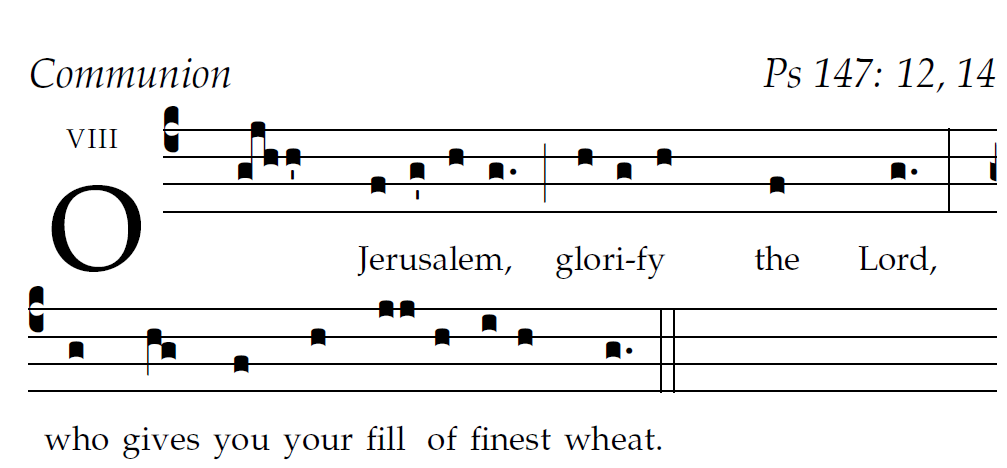 Communion Ps 147: 12, 14
VIII
O Jerusalem, glori-fy the Lord,
who gives you your fill of finest wheat.